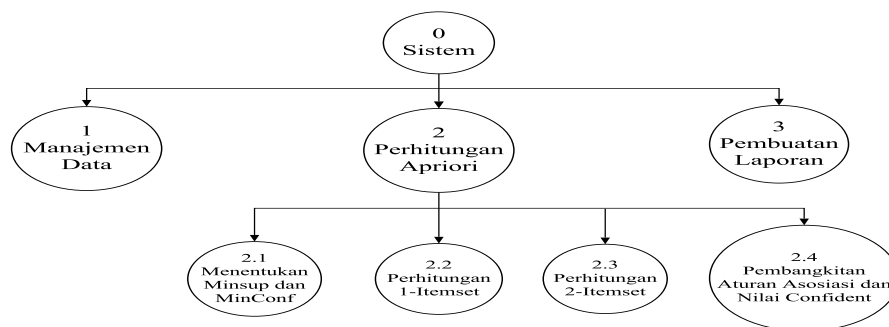 0
Sistem
1
Manajemen
Data
2
Perhitungan
Apriori
3
Pembuatan
Laporan
2.1
Menentukan
Minsup dan
MinConf
2.2
Perhitungan
1-Itemset
2.3
Perhitungan
2-Itemset
2.4
Pembangkitan
Aturan Asosiasi dan
Nilai Confident